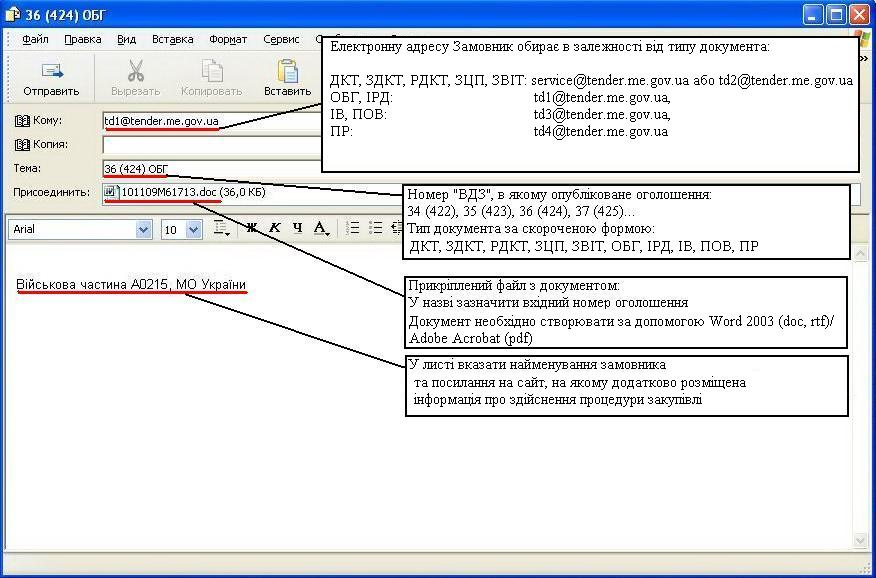 36 (424) ОБГ
Файл Правка Вид Вставка Формат Сервис
Отправить Вырезать Копировать Вставить
Електронну адресу Замовник обирає в залежності від типу документа:
ДКТ, ЗДКТ, РДКТ, ЗЦП, ЗВІТ: service@tender.me.gov.ua або td2@tender.me.gov.ua
ОБГ, ІРД: td1@tender.me.gov.ua,
ІВ, ПОВ: td3@tender.me.gov.ua,
ПР: td4@tender.me.gov.ua
Кому: td1@tender.me.gov.ua
Копия:
Тема: 36 (424) ОБГ
Присоединить: 101109M61713.doc (36,0 КБ)
Номер "ВДЗ", в якому опубліковане оголошення:
34 (422), 35 (423), 36 (424), 37 (425)...
Тип документа за скороченою формою:
ДКТ, ЗДКТ, РДКТ, ЗЦП, ЗВІТ, ОБГ, ІРД, ІВ, ПОВ, ПР
Arial 10 Ж К Ч А
Військова частина А0215, МО України
Прикріплений файл з документом:
У назві зазначити вхідний номер оголошення
Документ необхідно створювати за допомогою Word 2003 (doc, rtf)/
Adobe Acrobat (pdf)
У листі вказати найменування замовника
та посилання на сайт, на якому додатково розміщена
інформація про здійснення процедури закупівлі